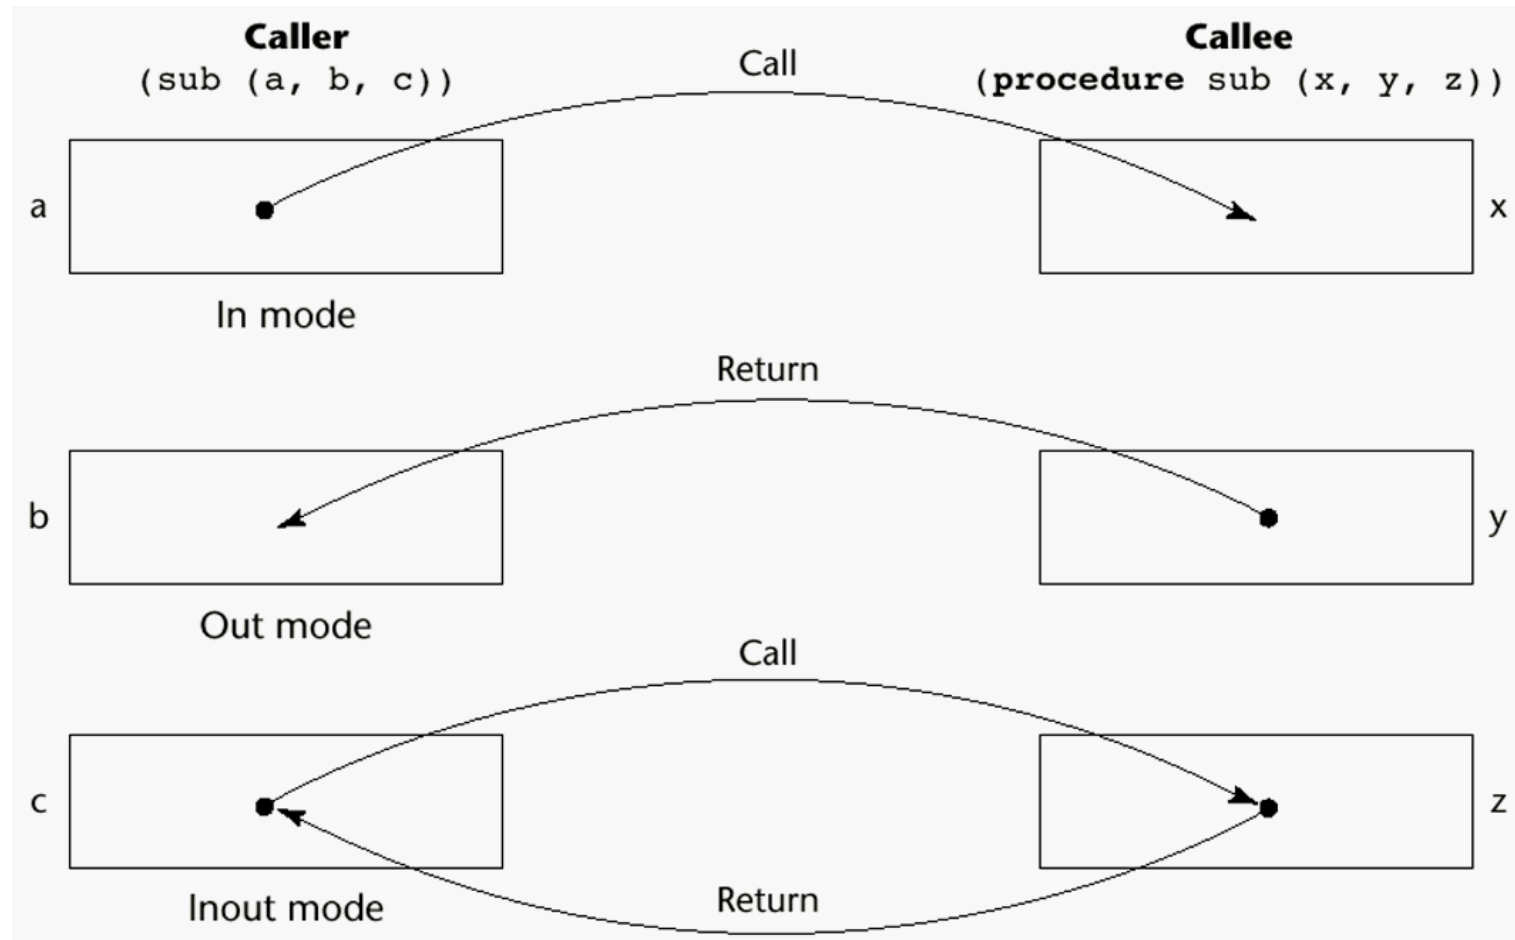 Caller
Callee
Call
(sub (a, b, c))
(procedure sub (x, y, z))
a
x
In mode
Return
b
y
Out mode
Call
c
z
Inout mode
Return